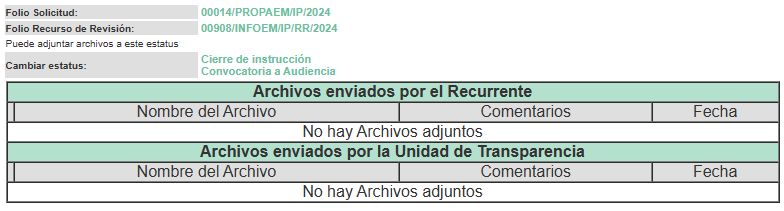 Folio Solicitud: 00014/PROPAEM/IP/2024
Folio Recurso de Revisión: 00908/INFOEM/IP/RR/2024
Puede adjuntar archivos a este estatus
Cambiar estatus: Cierre de instrucción
Convocatoria a Audiencia
Archivos enviados por el Recurrente
Nombre del Archivo Comentarios Fecha
No hay Archivos adjuntos
Archivos enviados por la Unidad de Transparencia
Nombre del Archivo Comentarios Fecha
No hay Archivos adjuntos